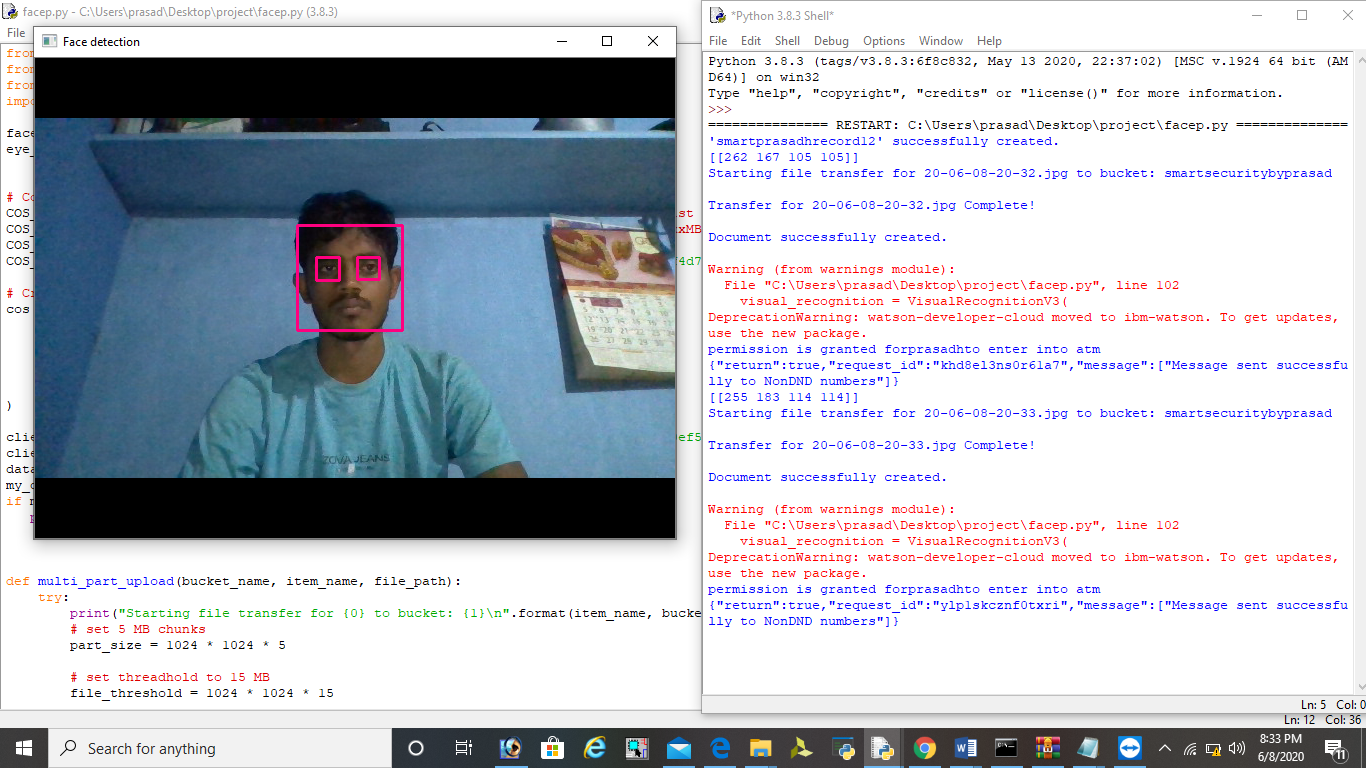 facep.py - C:\Users\prasad\Desktop\project\facep.py (3.8.3)
File
Face detection
from
from
from
impo
face
eye_
# Co
COS_
COS_
COS_
COS_
# Cr
cos
)
clie
clie
data
my_c
if m
ZOVA JEANS
def multi_part_upload(bucket_name, item_name, file_path):
try:
print("Starting file transfer for {0} to bucket: {1}\n".format(item_name, bucke
# set 5 MB chunks
part_size = 1024 * 1024 * 5
# set threadhold to 15 MB
file_threshold = 1024 * 1024 * 15
*Python 3.8.3 Shell*
File Edit Shell Debug Options Window Help
Python 3.8.3 (tags/v3.8.3:6f8c832, May 13 2020, 22:37:02) [MSC v.1924 64 bit (AM
D64)] on win32
Type "help", "copyright", "credits" or "license()" for more information.
>>>
=============== RESTART: C:\Users\prasad\Desktop\project\facep.py ==============
'smartprasadhrecord12' successfully created.
[[262 167 105 105]]
Starting file transfer for 20-06-08-20-32.jpg to bucket: smartsecuritybyprasad
Transfer for 20-06-08-20-32.jpg Complete!
Document successfully created.
Warning (from warnings module):
File "C:\Users\prasad\Desktop\project\facep.py", line 102
visual_recognition = VisualRecognitionV3(
DeprecationWarning: watson-developer-cloud moved to ibm-watson. To get updates,
use the new package.
permission is granted forprasadhto enter into atm
{"return":true,"request_id":"khd8el3ns0r6la7","message":["Message sent successfu
lly to NonDND numbers"]}
[[255 183 114 114]]
Starting file transfer for 20-06-08-20-33.jpg to bucket: smartsecuritybyprasad
Transfer for 20-06-08-20-33.jpg Complete!
Document successfully created.
Warning (from warnings module):
File "C:\Users\prasad\Desktop\project\facep.py", line 102
visual_recognition = VisualRecognitionV3(
DeprecationWarning: watson-developer-cloud moved to ibm-watson. To get updates,
use the new package.
permission is granted forprasadhto enter into atm
{"return":true,"request_id":"ylplskcznf0txri","message":["Message sent successfu
lly to NonDND numbers"]}
Ln: 5 Col: 0
Ln: 12 Col: 36
Search for anything
8:33 PM
6/8/2020
11